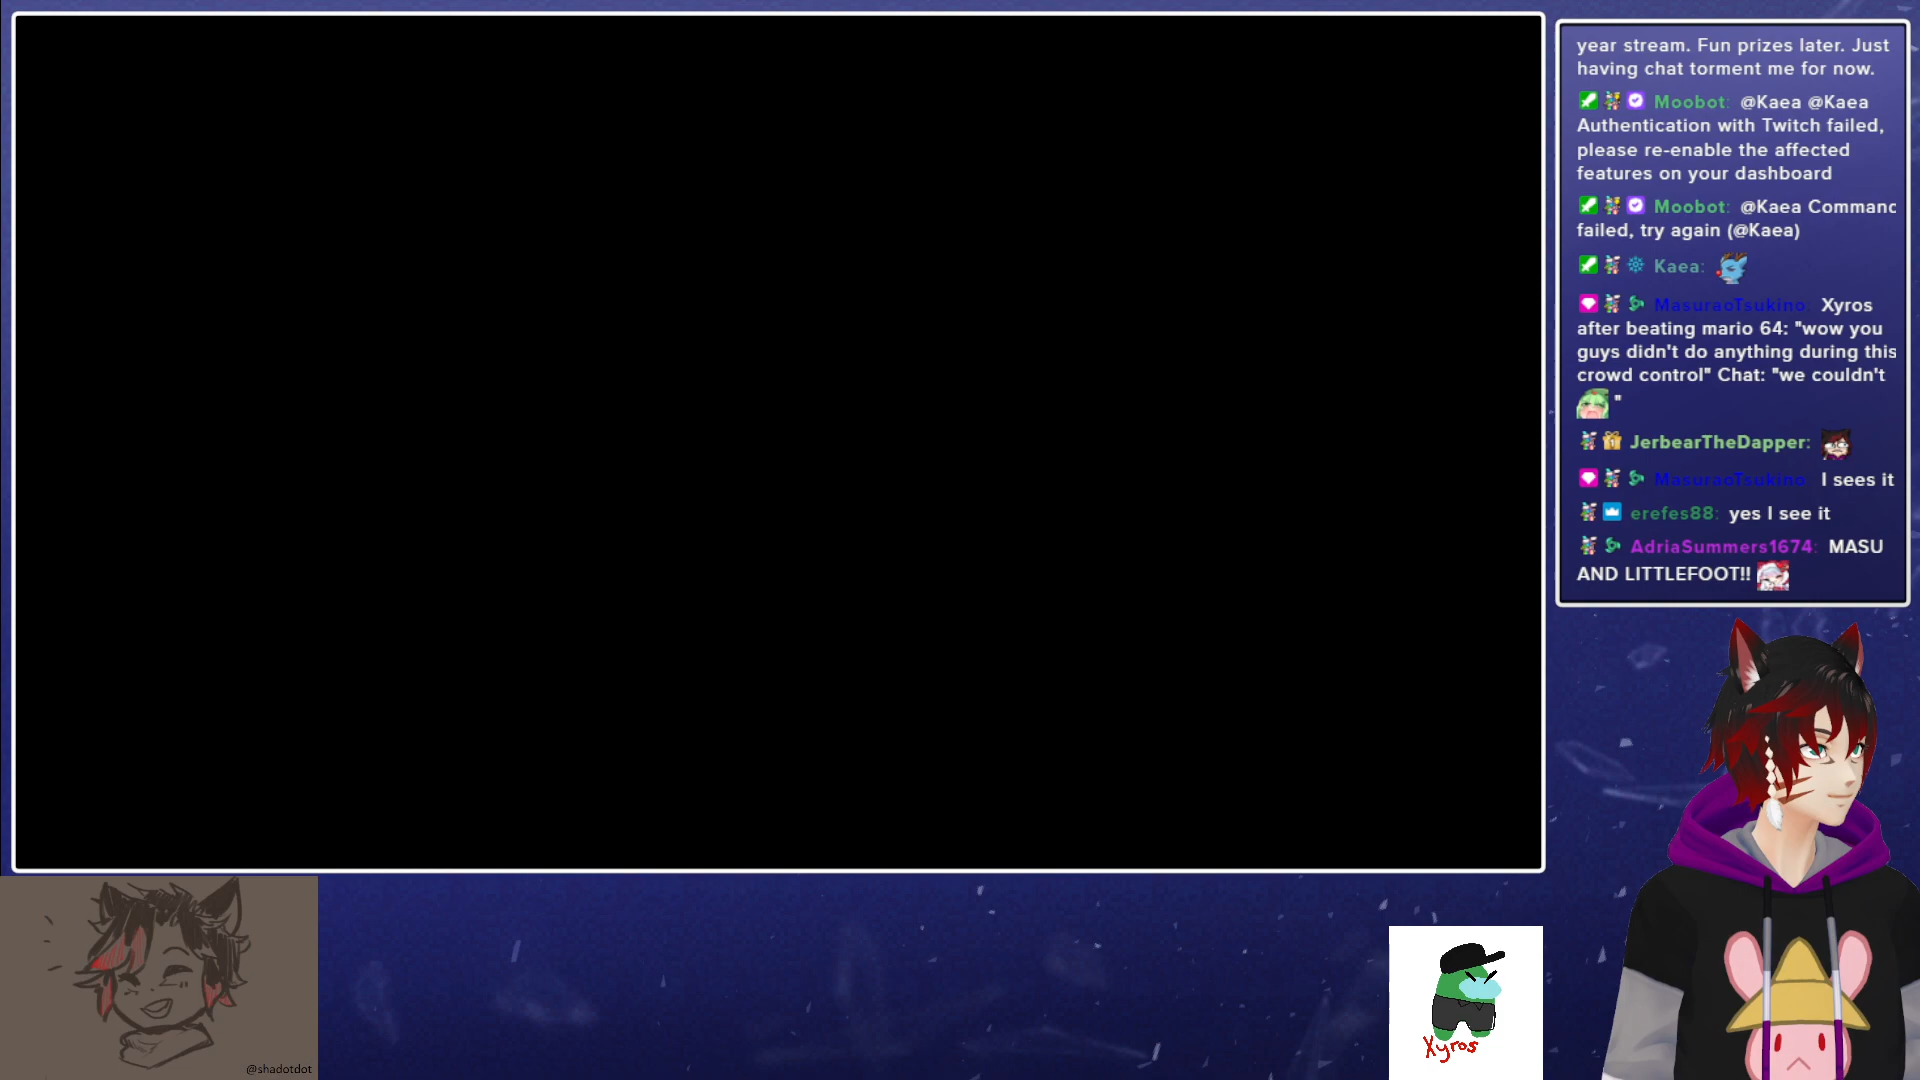 year stream. Fun prizes later. Just
having chat torment me for now.
Moobot: @Kaea @Kaea
Authentication with Twitch failed,
please re-enable the affected
features on your dashboard
Moobot: @Kaea Command
failed, try again (@Kaea)
Kaea:
MasuraoTsukino: Xyros
after beating mario 64: "wow you
guys didn't do anything during this
crowd control" Chat: "we couldn't
"
JerbearTheDapper:
MasuraoTsukino: I sees it
erefes88: yes I see it
AdriaSummers1674: MASU
AND LITTLEFOOT!!
@shadotdot
Xyros